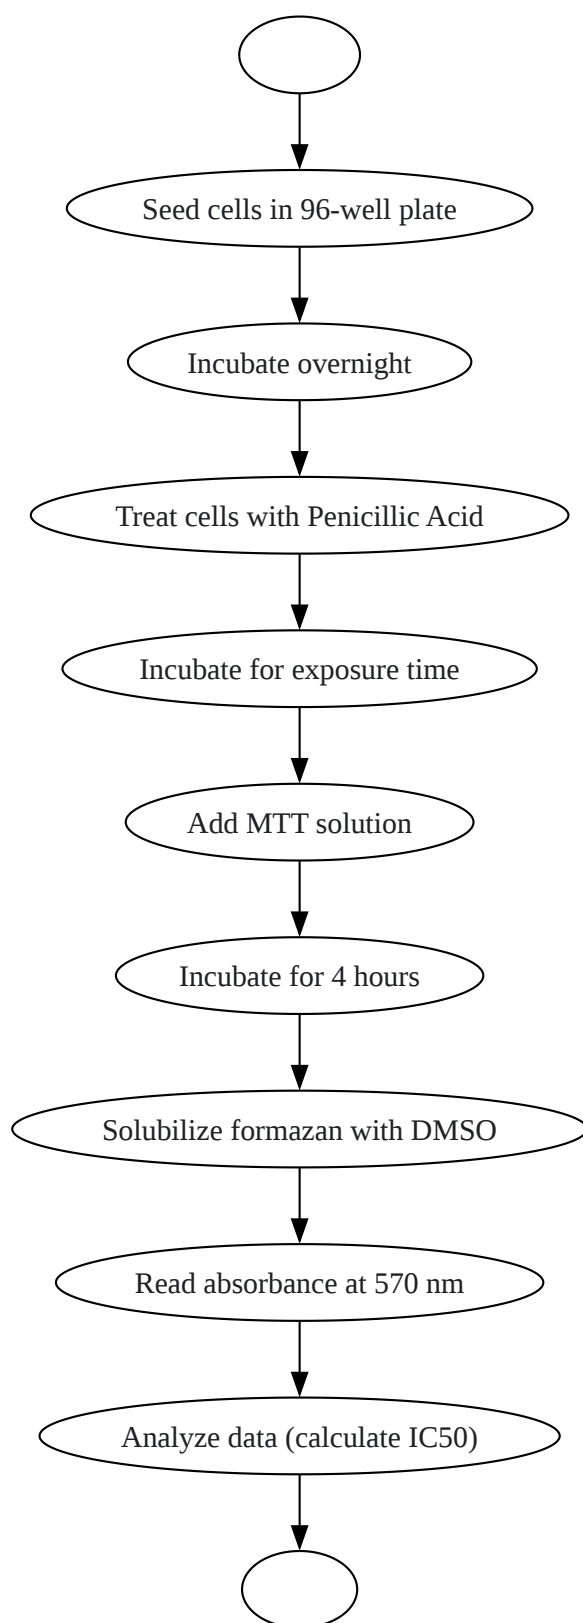 Seed cells in 96-well plate
Incubate overnight
Treat cells with Penicillic Acid
Incubate for exposure time
Add MTT solution
Incubate for 4 hours
Solubilize formazan with DMSO
Read absorbance at 570 nm
Analyze data (calculate IC50)